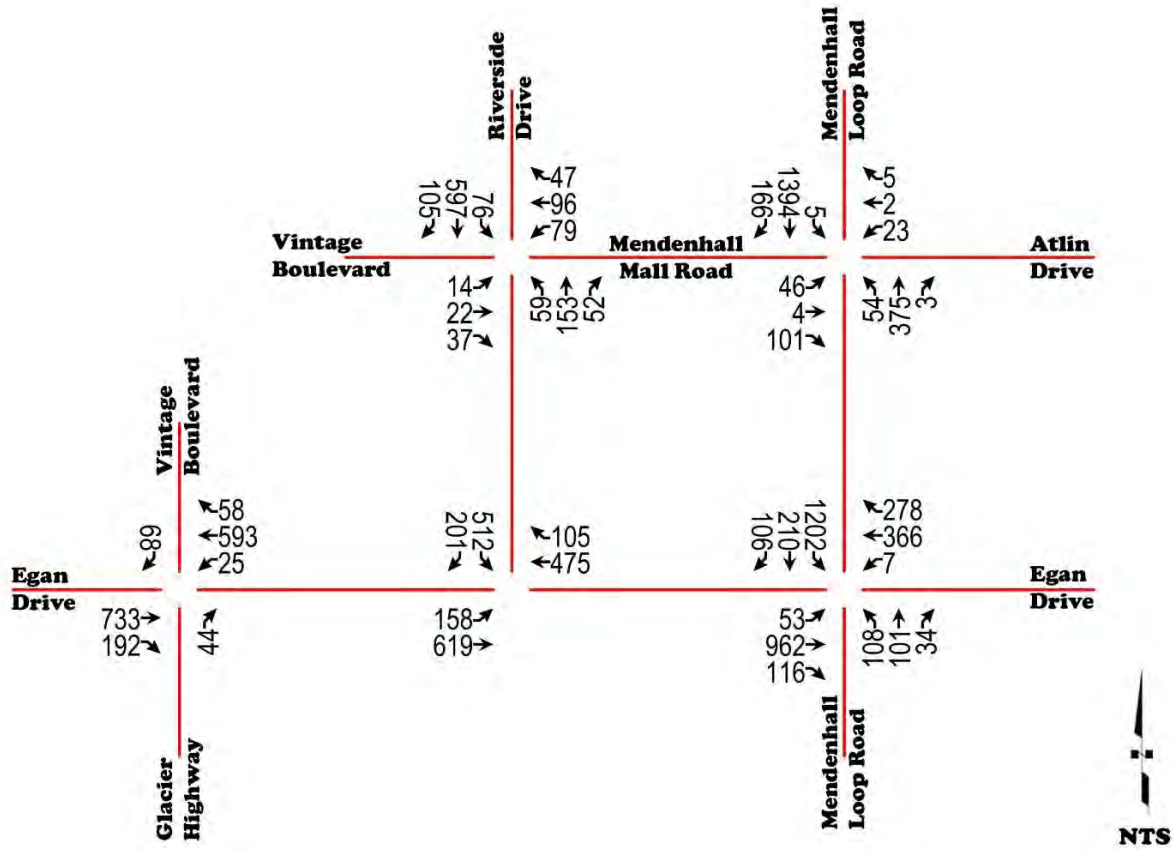 Riverside
Drive
Mendenhall
Loop Road
105
597
76
47
96
79
166
1394
5
5
2
23
Vintage
Boulevard
Mendenhall
Mall Road
Atlin
Drive
14
22
37
59
153
52
46
4
101
54
375
3
Vintage
Boulevard
89
58
593
25
201
512
105
475
106
210
1202
278
366
7
Egan
Drive
Egan
Drive
733
192
44
158
619
53
962
116
108
101
34
Glacier
Highway
Mendenhall
Loop Road
NTS